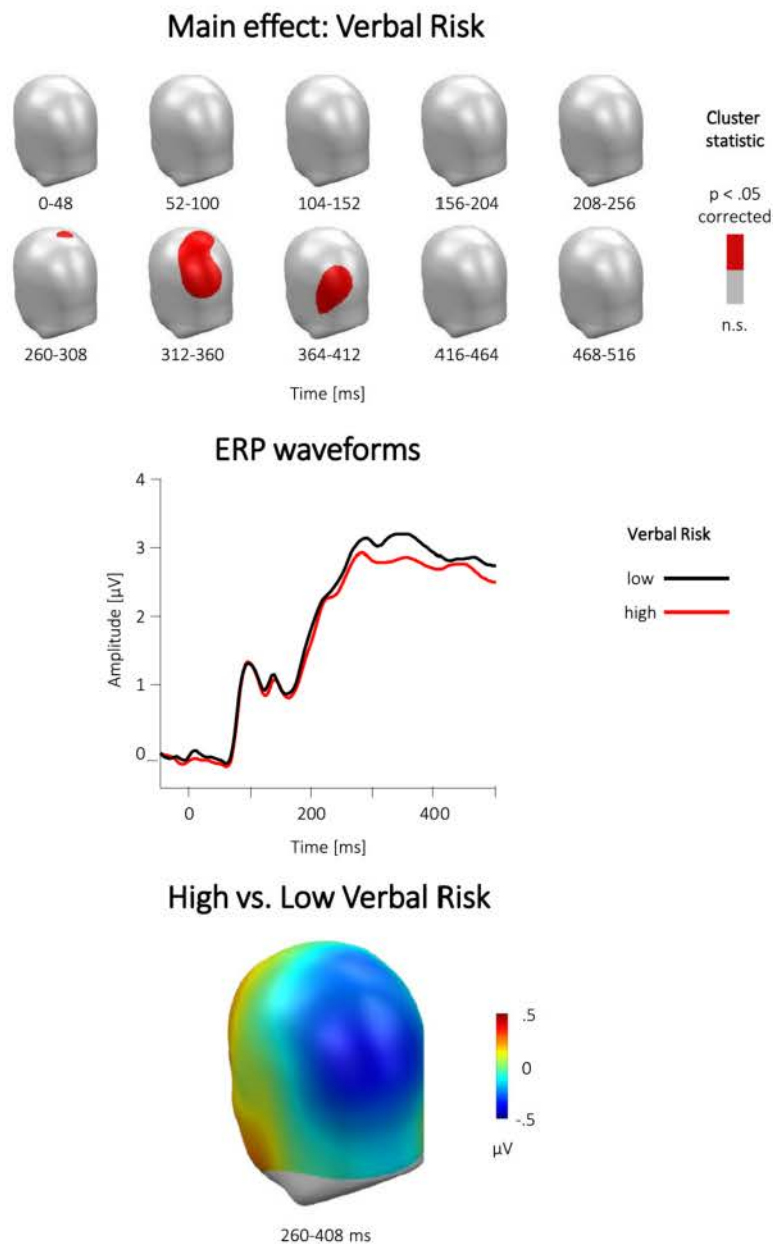 Main effect: Verbal Risk
0-48
52-100
104-152
156-204
208-256
260-308
312-360
364-412
416-464
468-516
Time [ms]
Cluster
statistic
p < .05
corrected
n.s.
ERP waveforms
Amplitude [µV]
4
3
2
1
0
0
200
400
Time [ms]
Verbal Risk
low
high
High vs. Low Verbal Risk
.5
0
-.5
µV
260-408 ms